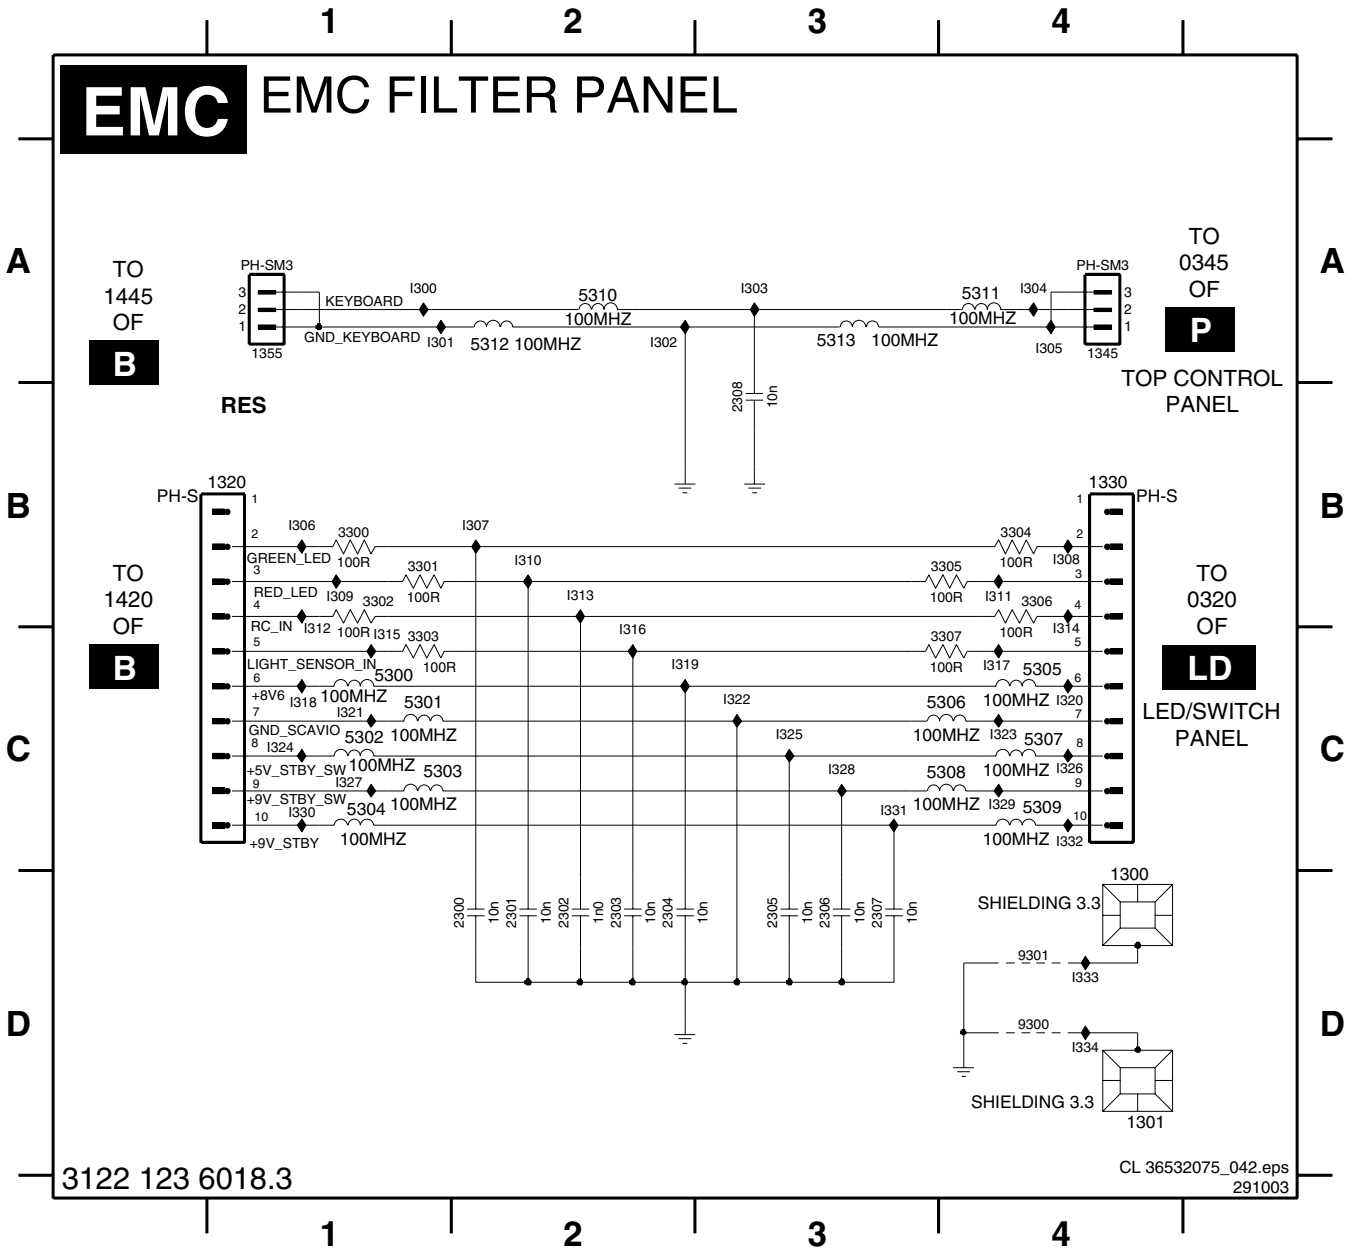 1 2 3 4
EMC EMC FILTER PANEL
A A
TO
1445
OF
B
PH-SM3
3
2
1
1355
KEYBOARD
GND_KEYBOARD
I300
I301
5310
100MHZ
5312 100MHZ
I302
I303
5313 100MHZ
5311
100MHZ
I304
I305
PH-SM3
3
2
1
1345
TO
0345
OF
P
TOP CONTROL
PANEL
RES
2308
10n
B B
PH-S
1320
1
2
GREEN_LED
3
RED_LED
4
RC_IN
5
LIGHT_SENSOR_IN
6
+8V6
7
GND_SCAVIO
8
+5V_STBY_SW
9
+9V_STBY_SW
10
+9V_STBY
TO
1420
OF
B
I306
3300
100R
I307
3304
100R
I308
I309
3301
100R
I310
3305
100R
I311
I312
3302
100R
I313
3306
100R
I314
I315
3303
100R
I316
3307
100R
I317
I318
5300
100MHZ
I319
5305
100MHZ
I320
I321
5301
100MHZ
I322
5306
100MHZ
I323
I324
5302
100MHZ
I325
5307
100MHZ
I326
I327
5303
100MHZ
I328
5308
100MHZ
I329
I330
5304
100MHZ
I331
5309
100MHZ
I332
1330
PH-S
1
2
3
4
5
6
7
8
9
10
TO
0320
OF
LD
LED/SWITCH
PANEL
C C
2300
10n
2301
10n
2302
1n0
2303
10n
2304
10n
2305
10n
2306
10n
2307
10n
1300
SHIELDING 3.3
9301
I333
D D
9300
I334
SHIELDING 3.3
1301
3122 123 6018.3
CL 36532075_042.eps
291003
1 2 3 4